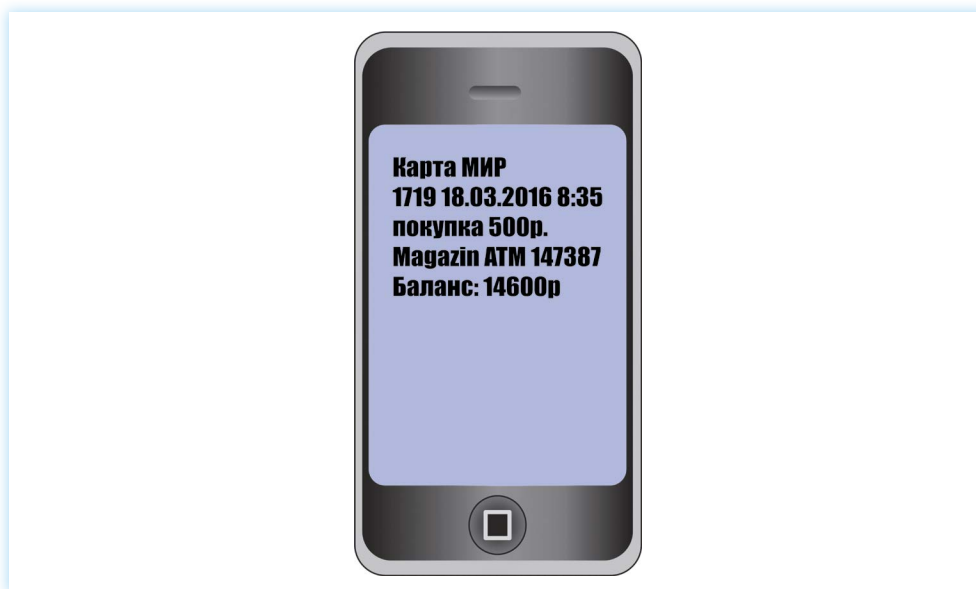 Карта МИР
1719 18.03.2016 8:35
покупка 500р.
Magazin ATM 147387
Баланс: 14600р